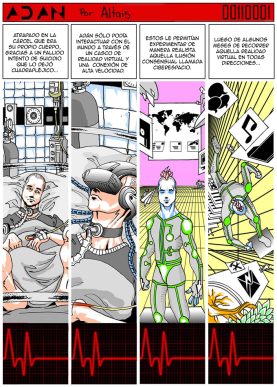 ADAN Por: Altais 00110001
ATRAPADO EN LA
CÁRCEL QUE ERA
SU PROPIO CUERPO,
GRACIAS A UN FALLIDO
INTENTO DE SUICIDIO
QUE LO DEJÓ
CUADRAPLÉJICO...
ADÁN SÓLO PODÍA
INTERACTUAR CON EL
MUNDO A TRAVÉS DE
UN CASCO DE
REALIDAD VIRTUAL Y
UNA CONEXIÓN DE
ALTA VELOCIDAD.
ESTOS LE PERMITÍAN
EXPERIMENTAR DE
MANERA REALISTA
AQUELLA ILUSIÓN
CONSENSUAL LLAMADA
CIBERESPACIO.
LUEGO DE ALGUNOS
MESES DE RECORRER
AQUELLA REALIDAD
VIRTUAL EN TODAS
DIRECCIONES...